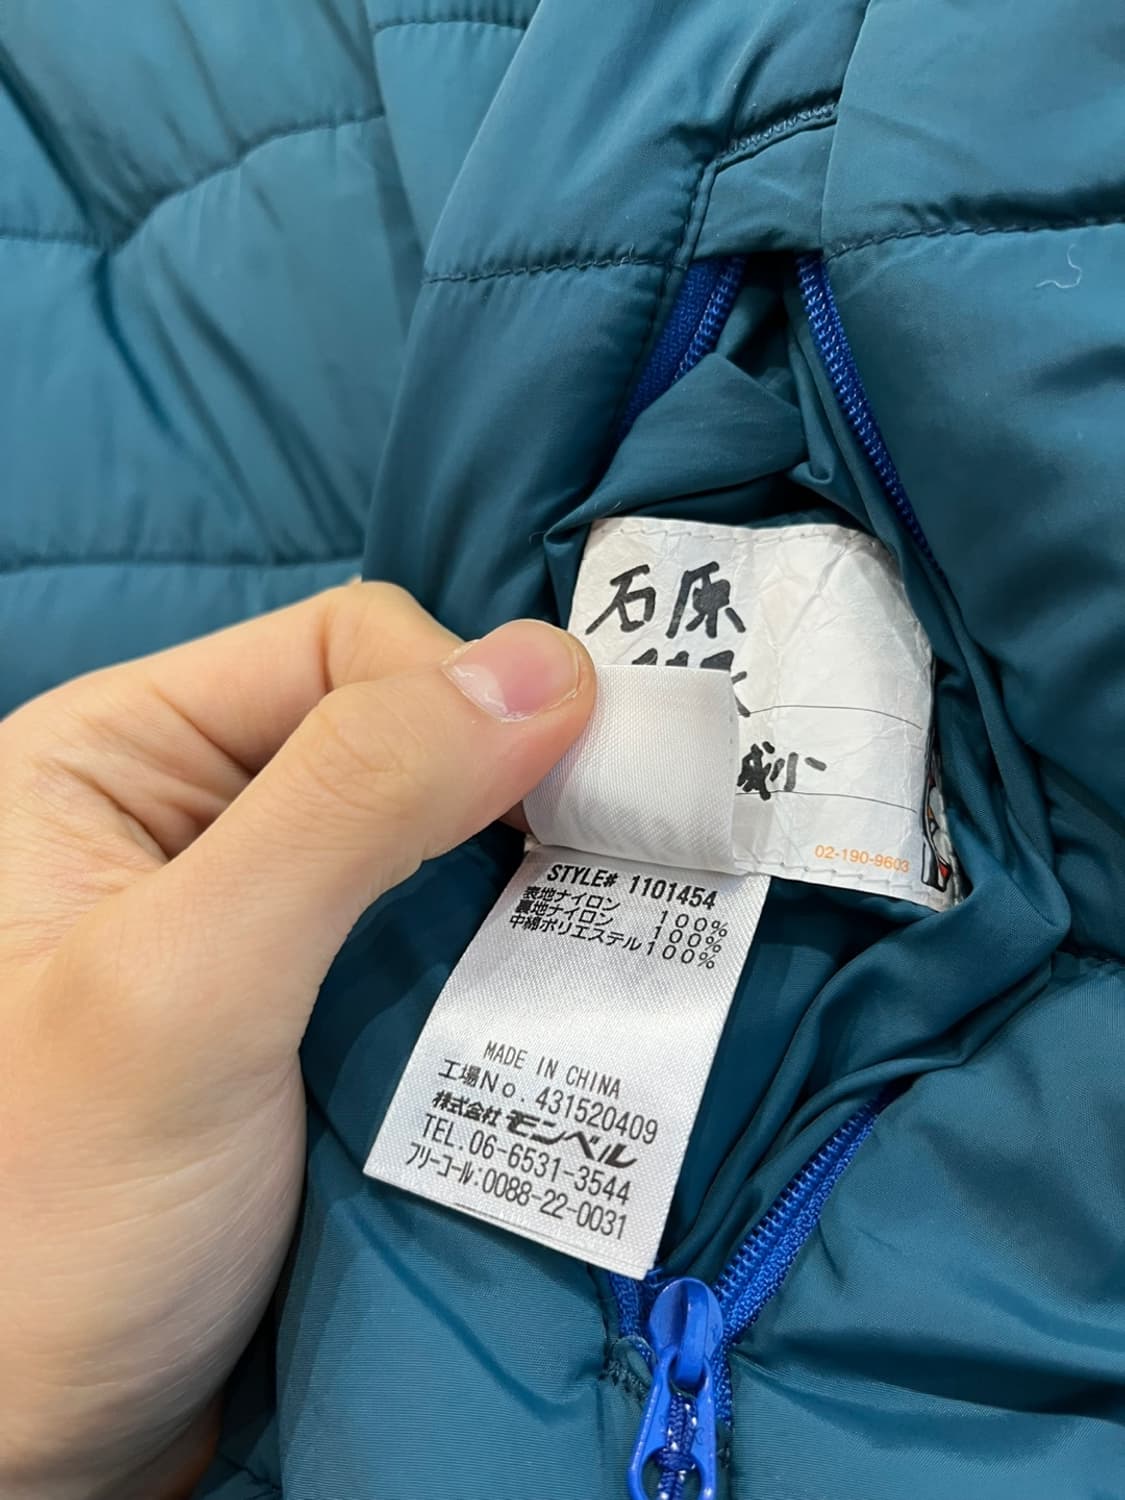 石原
成小
02-190-9603
STYLE# 1101454
表地ナイロン 100%
裏地ナイロン 100%
中綿ポリエステル100%
MADE IN CHINA
工場No. 431520409
株式会社モンベル
TEL.06-6531-3544
フリーコール:0088-22-0031